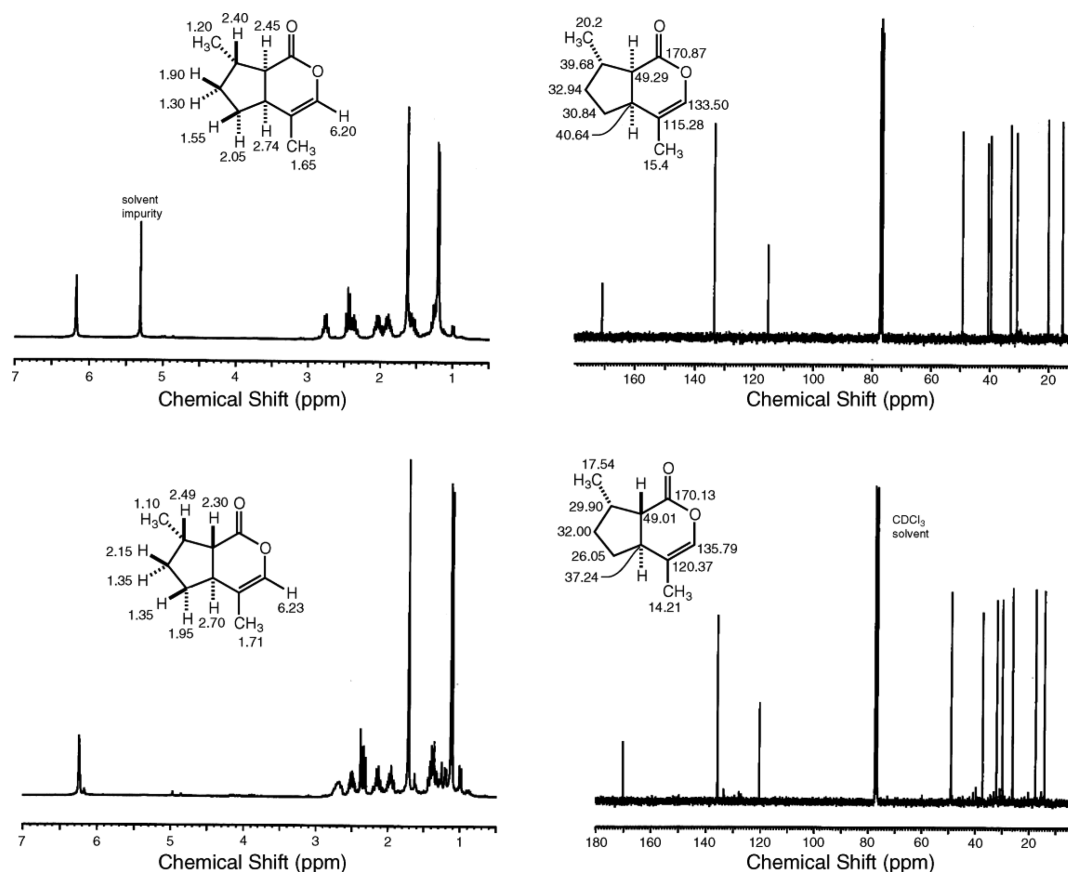 1.20
2.40
2.45
O
H
H
H3C
O
1.90
H
1.30
H
H
H
H
H
6.20
1.55
2.05
2.74
CH3
1.65
solvent
impurity
7
6
5
4
3
2
1
Chemical Shift (ppm)
20.2
H3C
H
O
170.87
39.68
O
49.29
32.94
133.50
30.84
115.28
40.64
H
CH3
15.4
160
140
120
100
80
60
40
20
Chemical Shift (ppm)
1.10
2.49
2.30
O
H
H
H3C
O
2.15
H
1.35
H
H
H
H
H
6.23
1.35
1.95
2.70
CH3
1.71
7
6
5
4
3
2
1
Chemical Shift (ppm)
17.54
H3C
H
O
170.13
29.90
O
49.01
32.00
135.79
26.05
120.37
37.24
H
CH3
14.21
CDCl3
solvent
180
160
140
120
100
80
60
40
20
Chemical Shift (ppm)